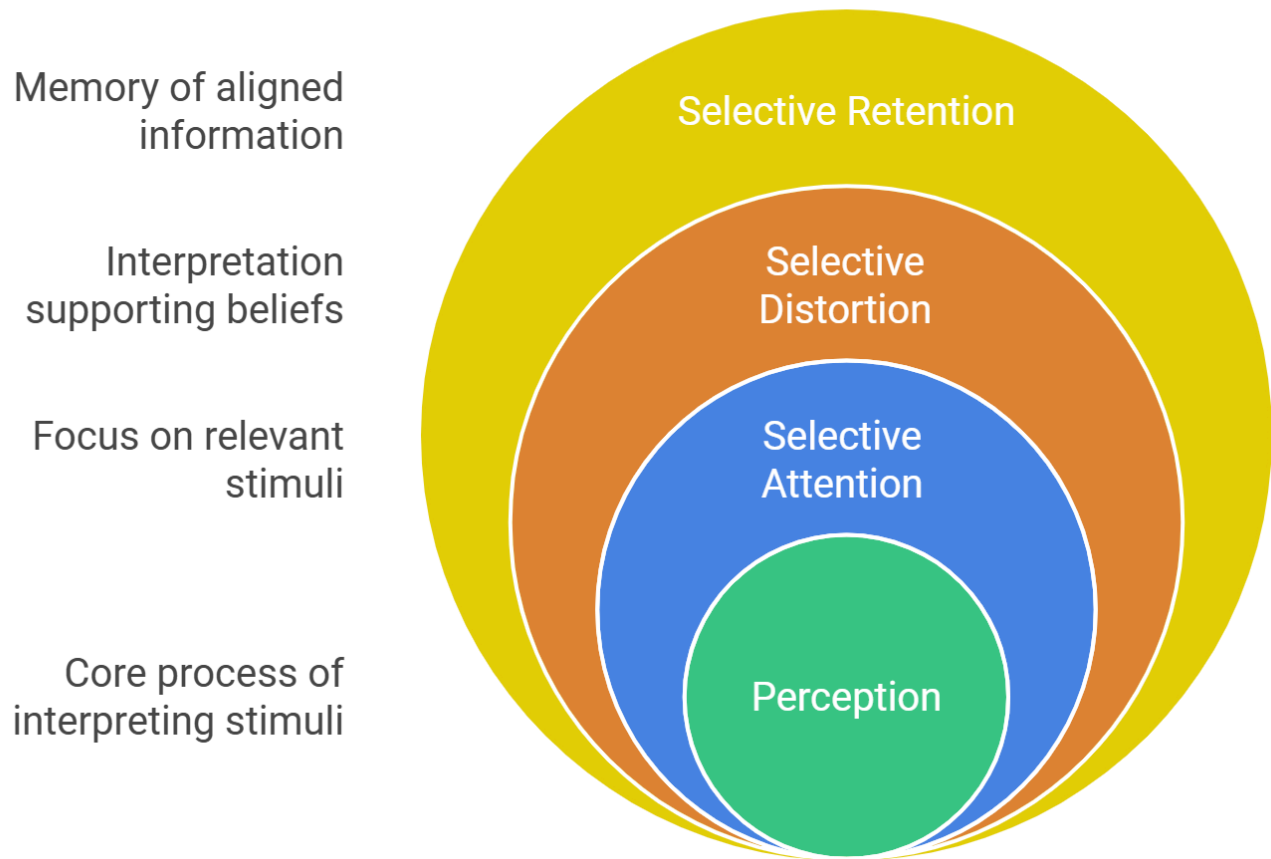 Memory of aligned
information
Selective Retention
Interpretation
supporting beliefs
Selective
Distortion
Focus on relevant
stimuli
Selective
Attention
Core process of
interpreting stimuli
Perception